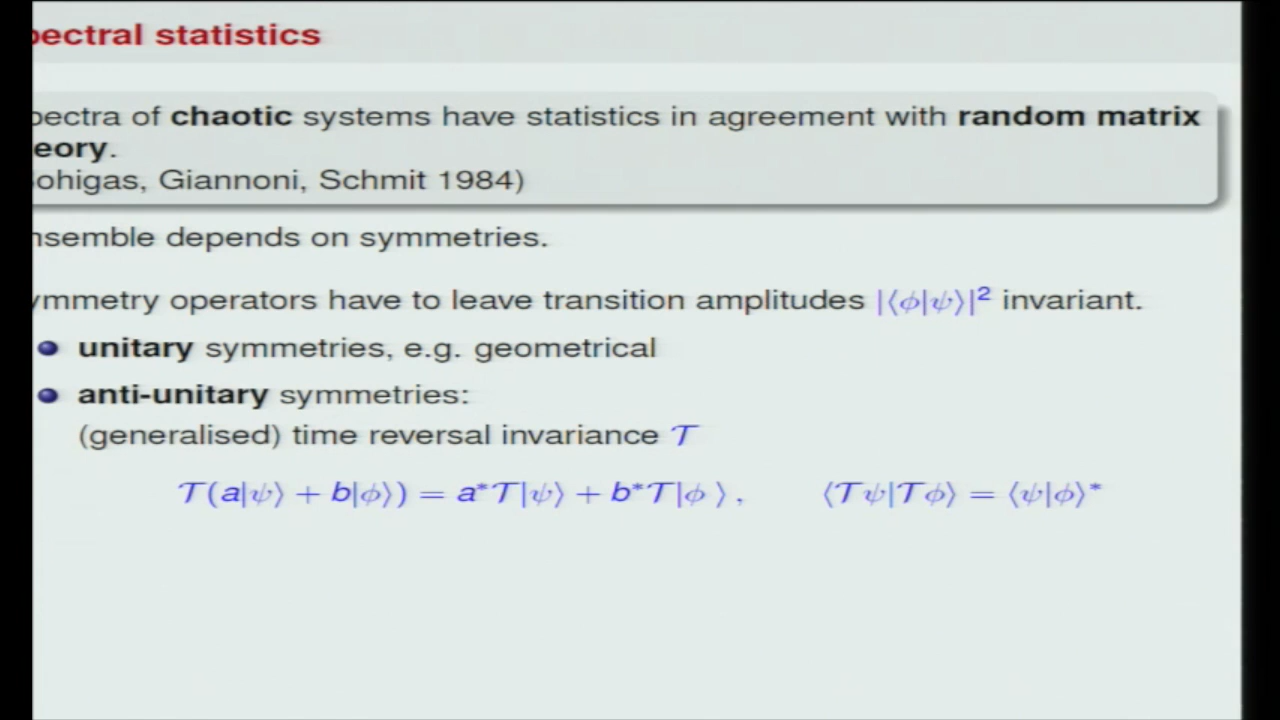 pectral statistics
pectra of chaotic systems have statistics in agreement with random matrix
eory.
ohigas, Giannoni, Schmit 1984)
nsemble depends on symmetries.
ymmetry operators have to leave transition amplitudes |⟨ϕ|ψ⟩|² invariant.
unitary symmetries, e.g. geometrical
anti-unitary symmetries:
(generalised) time reversal invariance 𝒯
𝒯(a|ψ⟩ + b|ϕ⟩) = a*𝒯|ψ⟩ + b*𝒯|ϕ ⟩ , ⟨𝒯ψ|𝒯ϕ⟩ = ⟨ψ|ϕ⟩*